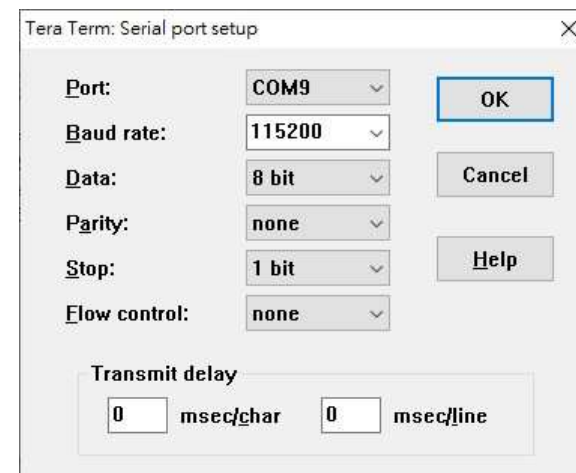 Tera Term: Serial port setup
Port: COM9 OK
Baud rate: 115200
Data: 8 bit Cancel
Parity: none
Stop: 1 bit Help
Flow control: none
Transmit delay
0 msec/char 0 msec/line